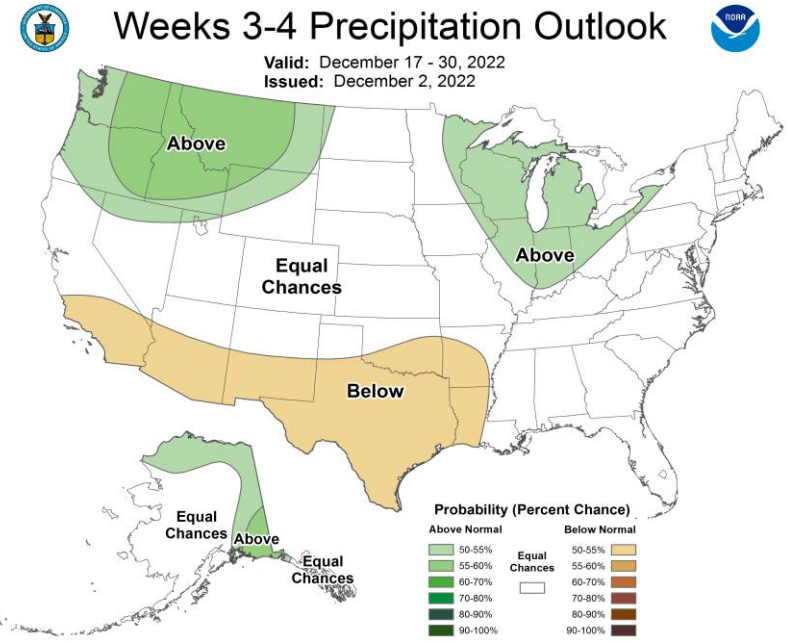 Weeks 3-4 Precipitation Outlook
NOAA
Valid: December 17 - 30, 2022
Issued: December 2, 2022
Above
Above
Equal
Chances
Below
Equal
Chances
Above
Equal
Chances
Probability (Percent Chance)
Above Normal
Below Normal
Equal
Chances
50-55%
55-60%
60-70%
70-80%
80-90%
90-100%
50-55%
55-60%
60-70%
70-80%
80-90%
90-100%